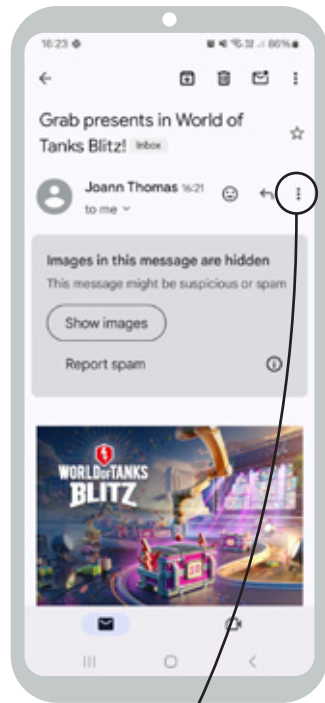 16:23
86%
Grab presents in World of
Tanks Blitz! Inbox
Joann Thomas 16:21
to me
Images in this message are hidden
This message might be suspicious or spam
Show images
Report spam
WORLD OF TANKS
BLITZ